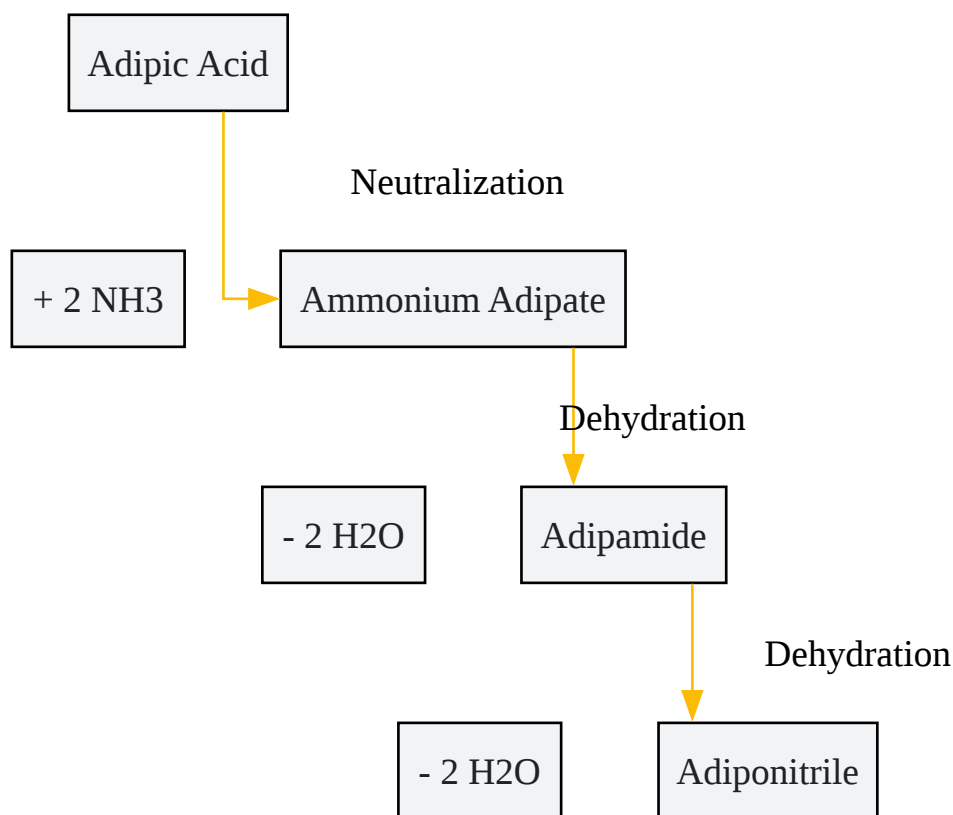 Adipic Acid
Neutralization
+ 2 NH3
Ammonium Adipate
Dehydration
- 2 H2O
Adipamide
Dehydration
- 2 H2O
Adiponitrile